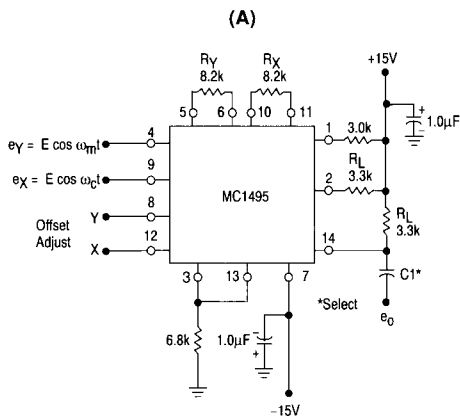 (A)
+15V
RY
8.2k
RX
8.2k
5
6
10
11
1.0μF
+
–
eY = E cos ωmt
4
1
3.0k
eX = E cos ωct
9
MC1495
2
RL
3.3k
Offset
Adjust
Y
8
X
12
RL
3.3k
14
3
13
7
*Select
C1*
eo
6.8k
1.0μF
–
+
–15V